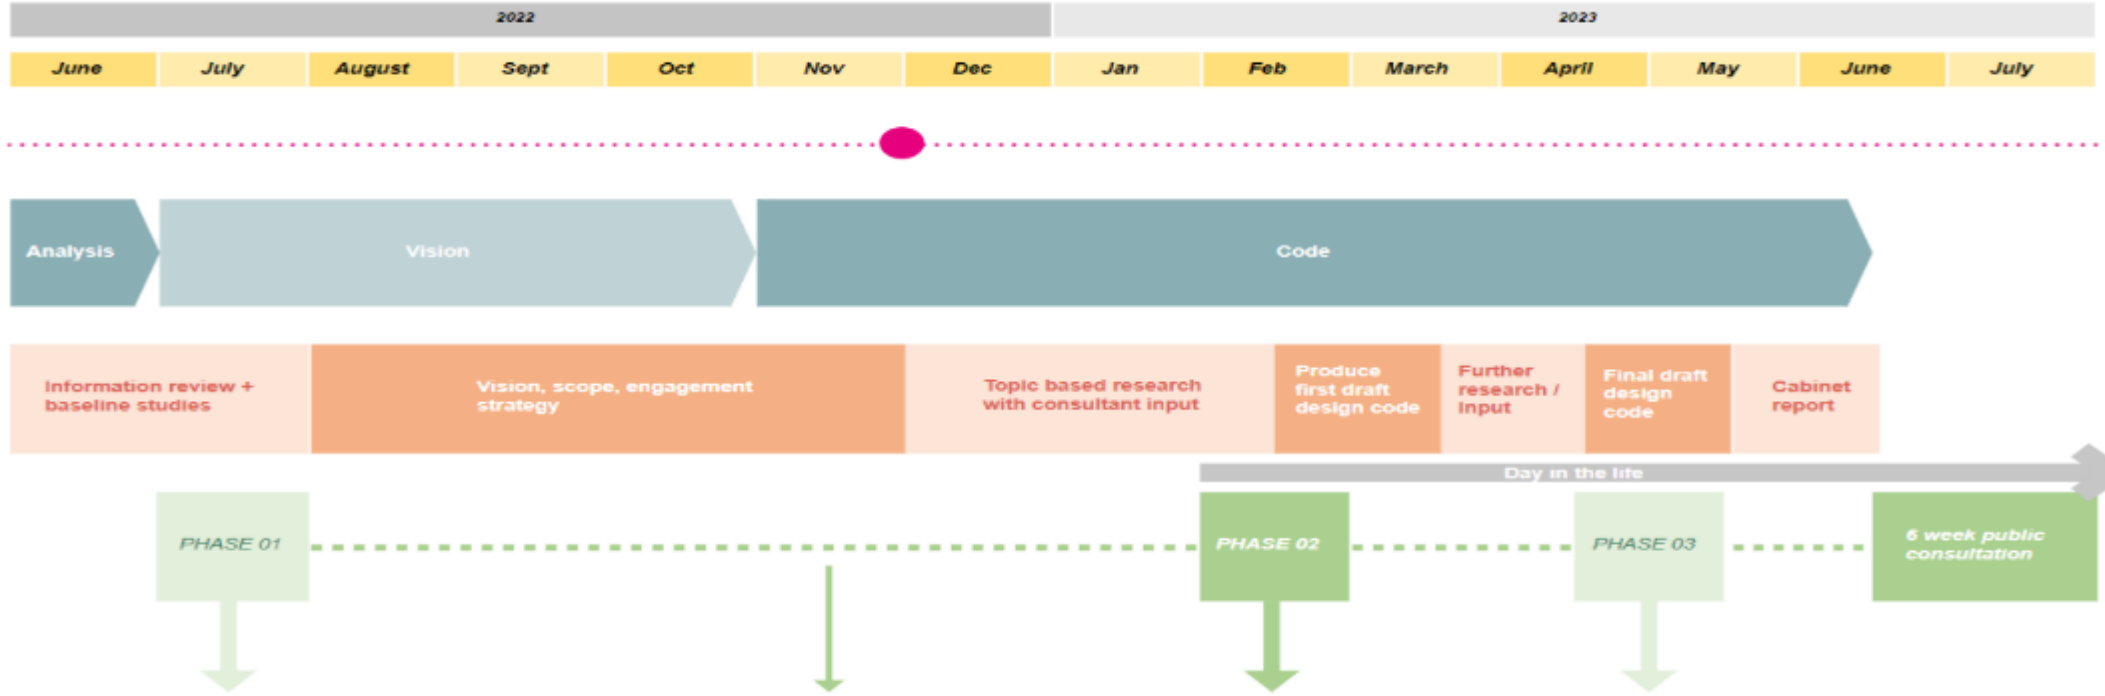 2022 2023
June July August Sept Oct Nov Dec Jan Feb March April May June July
Analysis Vision Code
Information review +
baseline studies
Vision, scope, engagement
strategy
Topic based research
with consultant input
Produce
first draft
design code
Further
research /
input
Final draft
design
code
Cabinet
report
Day in the life
PHASE 01
PHASE 02
PHASE 03
6 week public
consultation